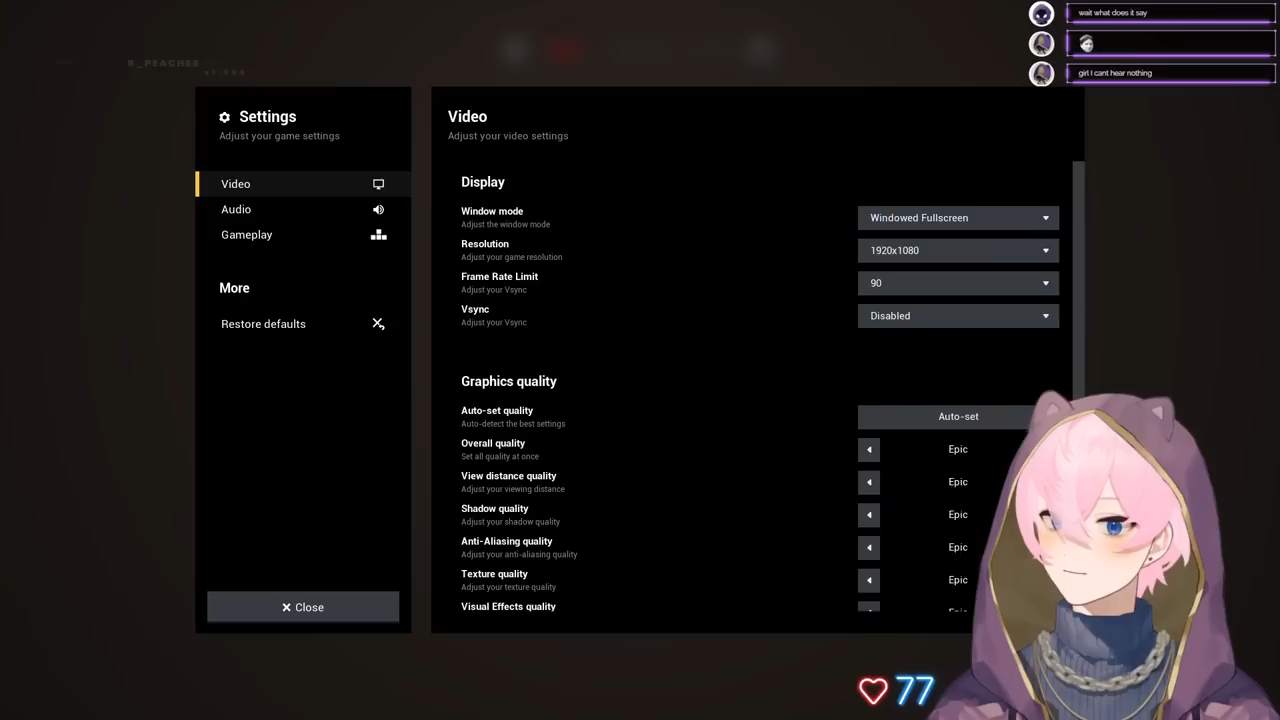 wait what does it say
girl I cant hear nothing
R_PEACHES
Settings
Adjust your game settings
Video
Audio
Gameplay
More
Restore defaults
Close
Video
Adjust your video settings
Display
Window mode
Adjust the window mode
Windowed Fullscreen
Resolution
Adjust your game resolution
1920x1080
Frame Rate Limit
Adjust your Vsync
90
Vsync
Adjust your Vsync
Disabled
Graphics quality
Auto-set quality
Auto-detect the best settings
Auto-set
Overall quality
Set all quality at once
Epic
View distance quality
Adjust your viewing distance
Epic
Shadow quality
Adjust your shadow quality
Epic
Anti-Aliasing quality
Adjust your anti-aliasing quality
Epic
Texture quality
Adjust your texture quality
Epic
Visual Effects quality
Epic
77